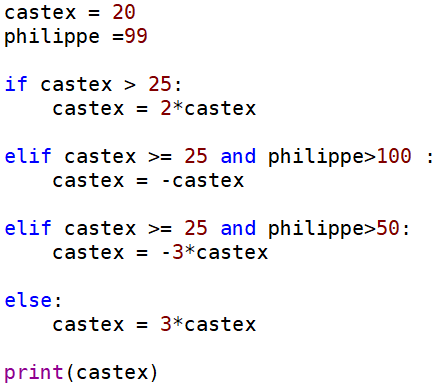 castex = 20
philippe =99
if castex > 25:
    castex = 2*castex
elif castex >= 25 and philippe>100 :
    castex = -castex
elif castex >= 25 and philippe>50:
    castex = -3*castex
else:
    castex = 3*castex
print(castex)